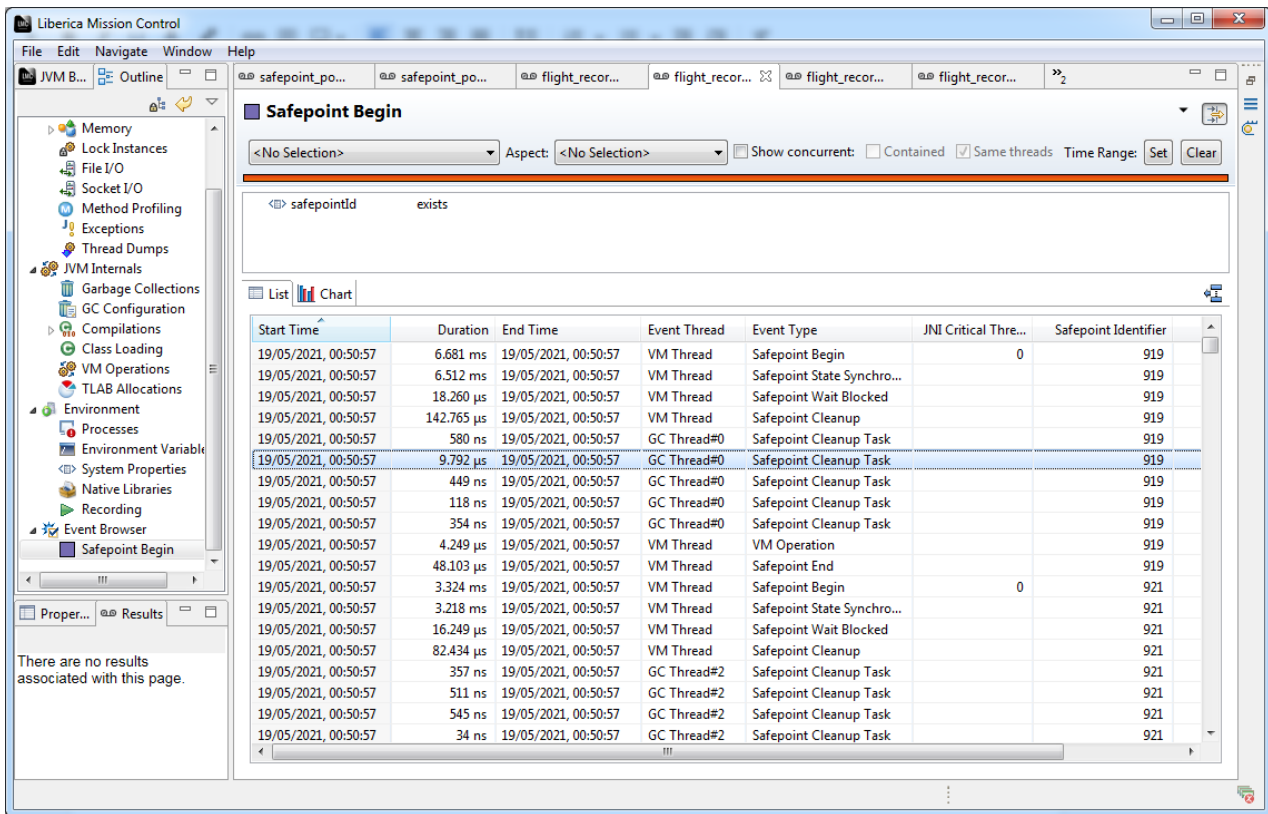 Liberica Mission Control
File Edit Navigate Window Help
JVM B... Outline
safepoint_po... safepoint_po... flight_recor... flight_recor... flight_recor... flight_recor... »2
Memory
Lock Instances
File I/O
Socket I/O
Method Profiling
Exceptions
Thread Dumps
JVM Internals
Garbage Collections
GC Configuration
Compilations
Class Loading
VM Operations
TLAB Allocations
Environment
Processes
Environment Variable
System Properties
Native Libraries
Recording
Event Browser
Safepoint Begin
Proper... Results
There are no results
associated with this page.
Safepoint Begin
<No Selection> Aspect: <No Selection> Show concurrent: Contained Same threads Time Range: Set Clear
safepointId exists
List Chart
Start Time Duration End Time Event Thread Event Type JNI Critical Thre... Safepoint Identifier
19/05/2021, 00:50:57 6.681 ms 19/05/2021, 00:50:57 VM Thread Safepoint Begin 0 919
19/05/2021, 00:50:57 6.512 ms 19/05/2021, 00:50:57 VM Thread Safepoint State Synchro... 919
19/05/2021, 00:50:57 18.260 µs 19/05/2021, 00:50:57 VM Thread Safepoint Wait Blocked 919
19/05/2021, 00:50:57 142.765 µs 19/05/2021, 00:50:57 VM Thread Safepoint Cleanup 919
19/05/2021, 00:50:57 580 ns 19/05/2021, 00:50:57 GC Thread#0 Safepoint Cleanup Task 919
19/05/2021, 00:50:57 9.792 µs 19/05/2021, 00:50:57 GC Thread#0 Safepoint Cleanup Task 919
19/05/2021, 00:50:57 449 ns 19/05/2021, 00:50:57 GC Thread#0 Safepoint Cleanup Task 919
19/05/2021, 00:50:57 118 ns 19/05/2021, 00:50:57 GC Thread#0 Safepoint Cleanup Task 919
19/05/2021, 00:50:57 354 ns 19/05/2021, 00:50:57 GC Thread#0 Safepoint Cleanup Task 919
19/05/2021, 00:50:57 4.249 µs 19/05/2021, 00:50:57 VM Thread VM Operation 919
19/05/2021, 00:50:57 48.103 µs 19/05/2021, 00:50:57 VM Thread Safepoint End 919
19/05/2021, 00:50:57 3.324 ms 19/05/2021, 00:50:57 VM Thread Safepoint Begin 0 921
19/05/2021, 00:50:57 3.218 ms 19/05/2021, 00:50:57 VM Thread Safepoint State Synchro... 921
19/05/2021, 00:50:57 16.249 µs 19/05/2021, 00:50:57 VM Thread Safepoint Wait Blocked 921
19/05/2021, 00:50:57 82.434 µs 19/05/2021, 00:50:57 VM Thread Safepoint Cleanup 921
19/05/2021, 00:50:57 357 ns 19/05/2021, 00:50:57 GC Thread#2 Safepoint Cleanup Task 921
19/05/2021, 00:50:57 511 ns 19/05/2021, 00:50:57 GC Thread#2 Safepoint Cleanup Task 921
19/05/2021, 00:50:57 545 ns 19/05/2021, 00:50:57 GC Thread#2 Safepoint Cleanup Task 921
19/05/2021, 00:50:57 34 ns 19/05/2021, 00:50:57 GC Thread#2 Safepoint Cleanup Task 921